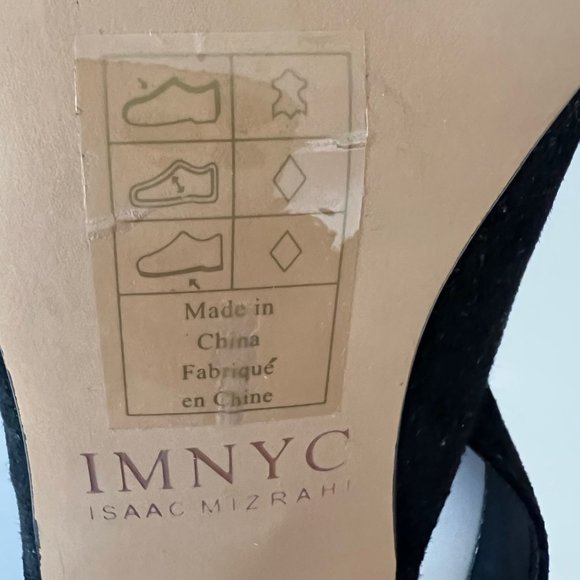 Made in
China
Fabriqué
en Chine
IMNYC
ISAAC MIZRAHI